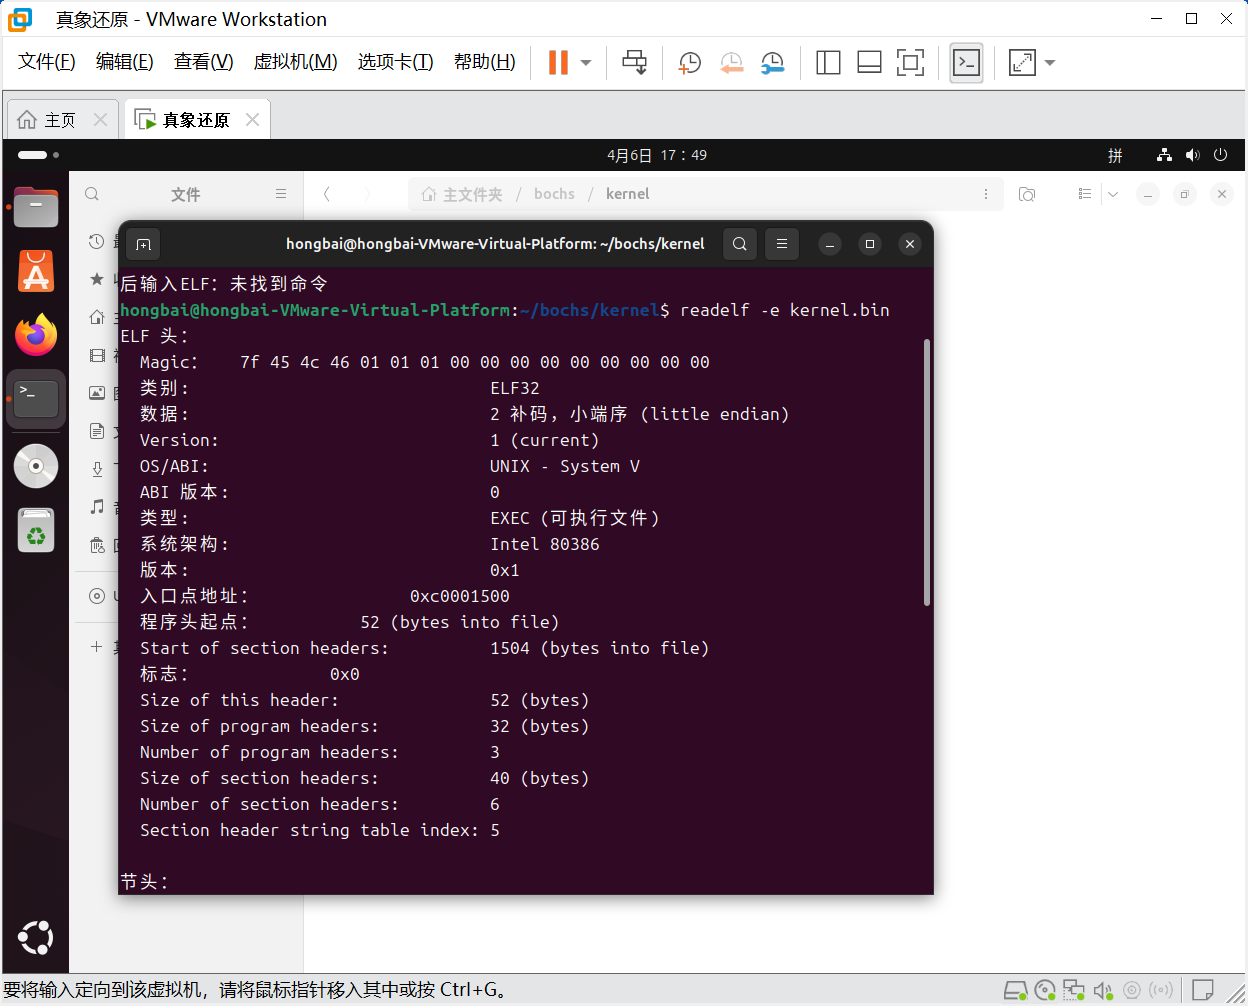 真象还原 - VMware Workstation
文件(F) 编辑(E) 查看(V) 虚拟机(M) 选项卡(T) 帮助(H)
主页
真象还原
4月6日 17：49
拼
文件
主文件夹 / bochs / kernel
hongbai@hongbai-VMware-Virtual-Platform: ~/bochs/kernel
后输入ELF：未找到命令
hongbai@hongbai-VMware-Virtual-Platform:~/bochs/kernel$ readelf -e kernel.bin
ELF 头：
Magic： 7f 45 4c 46 01 01 01 00 00 00 00 00 00 00 00 00
类别: ELF32
数据: 2 补码，小端序 (little endian)
Version: 1 (current)
OS/ABI: UNIX - System V
ABI 版本: 0
类型: EXEC (可执行文件)
系统架构: Intel 80386
版本: 0x1
入口点地址： 0xc0001500
程序头起点： 52 (bytes into file)
Start of section headers: 1504 (bytes into file)
标志： 0x0
Size of this header: 52 (bytes)
Size of program headers: 32 (bytes)
Number of program headers: 3
Size of section headers: 40 (bytes)
Number of section headers: 6
Section header string table index: 5
节头：
要将输入定向到该虚拟机，请将鼠标指针移入其中或按 Ctrl+G。